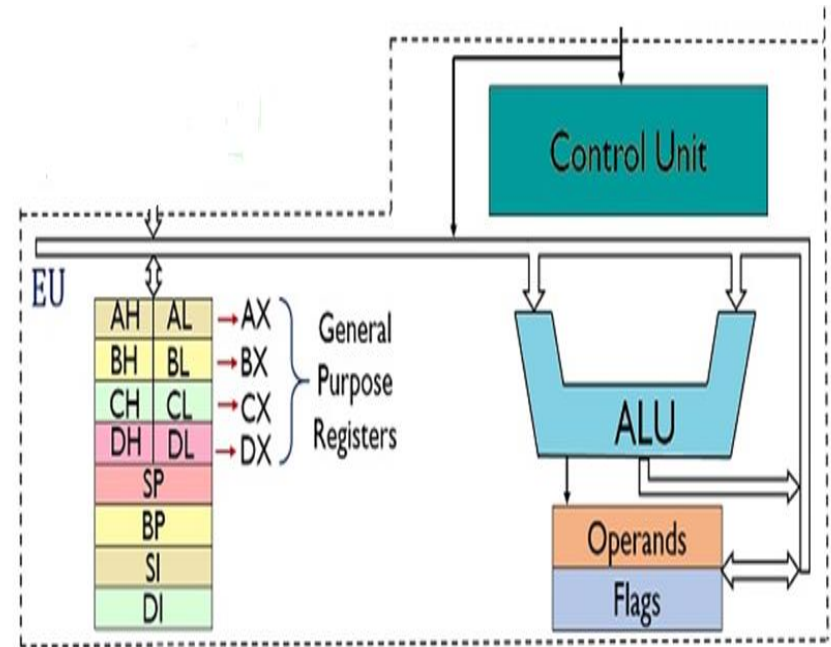 Control Unit
EU
AH AL AX
BH BL BX
CH CL CX
DH DL DX
General
Purpose
Registers
SP
BP
SI
DI
ALU
Operands
Flags